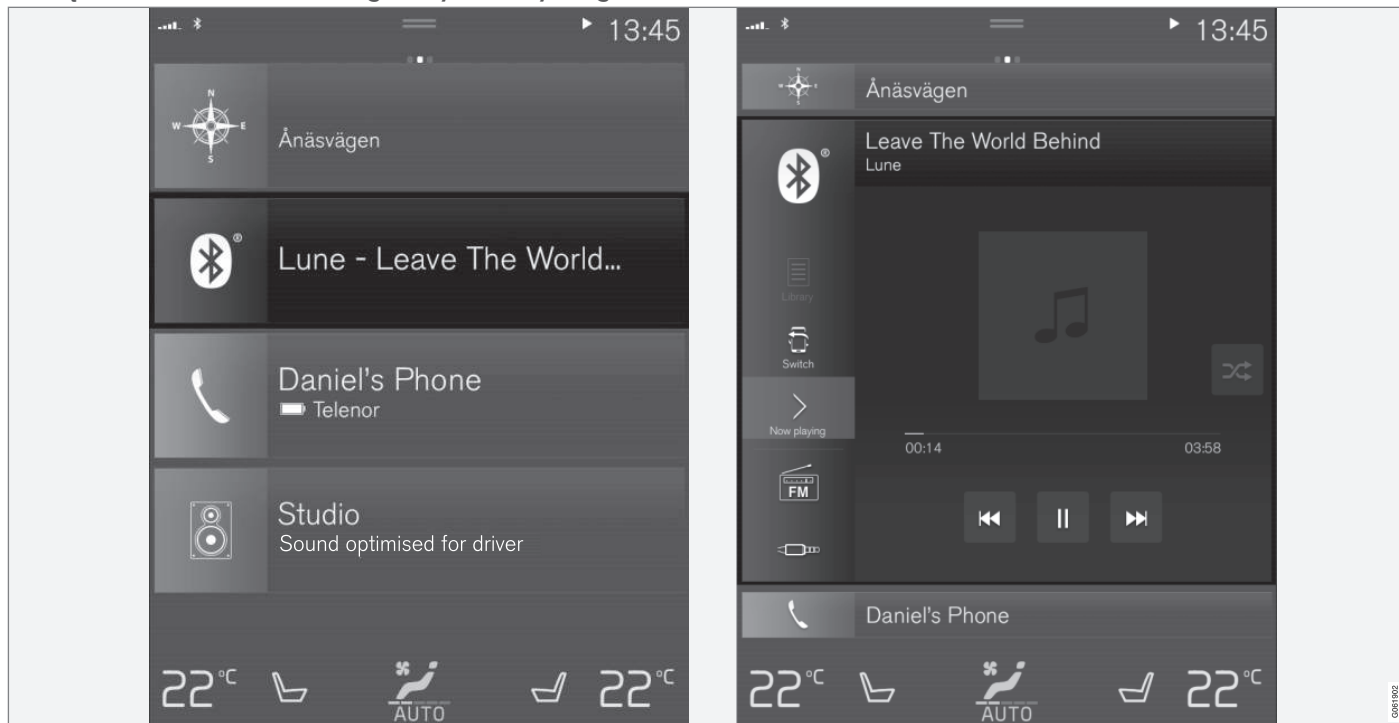 13:45
N
W E
S
Ånäsvägen
®
Lune - Leave The World...
Daniel's Phone
Telenor
Studio
Sound optimised for driver
22°C
AUTO
22°C
13:45
N
W E
S
Ånäsvägen
®
Leave The World Behind
Lune
Library
Switch
Now playing
00:14
03:58
FM
Daniel's Phone
22°C
AUTO
22°C
G061902